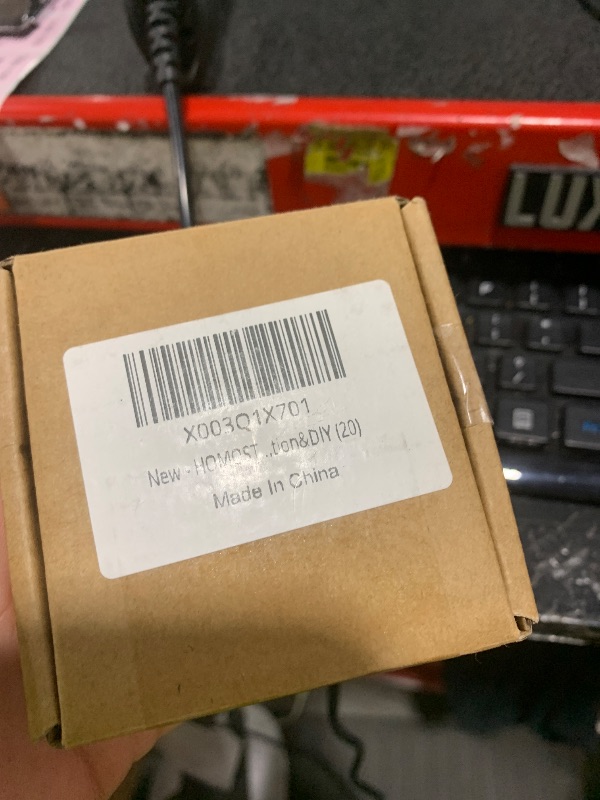 X003Q1X701
New - HOMOST ...tion&DIY (20)
Made In China
LUX